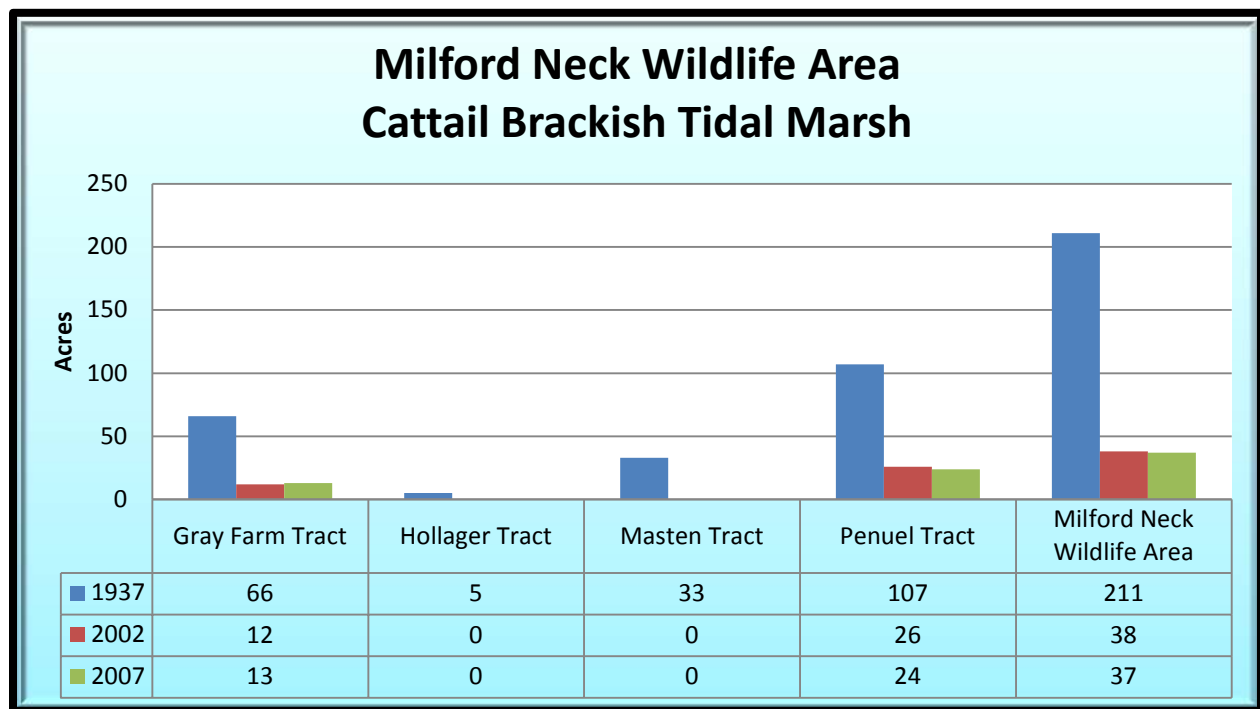 Milford Neck Wildlife Area
Cattail Brackish Tidal Marsh
250
200
150
100
50
0
Acres
Gray Farm Tract Hollager Tract Masten Tract Penuel Tract Milford Neck
Wildlife Area
1937 66 5 33 107 211
2002 12 0 0 26 38
2007 13 0 0 24 37